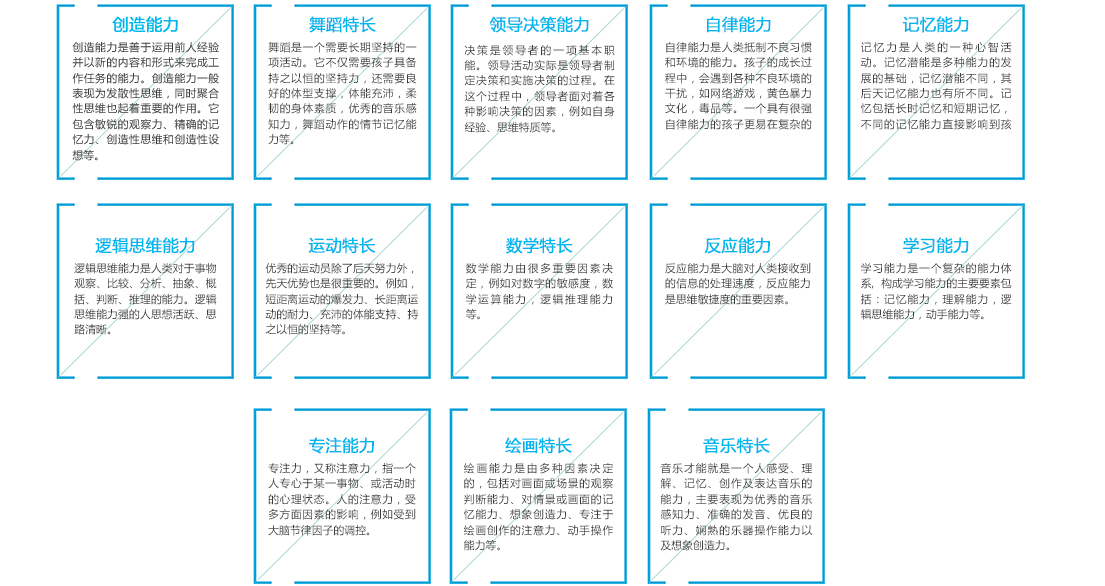 创造能力
创造能力是善于运用前人经验
并以新的内容和形式来完成工
作任务的能力。创造能力一般
表现为发散性思维，同时聚合
性思维也起着重要的作用。它
包含敏锐的观察力、精确的记
忆力、创造性思维和创造性设
想等。
舞蹈特长
舞蹈是一个需要长期坚持的一
项活动。它不仅需要孩子具备
持之以恒的坚持力，还需要良
好的体型支撑，体能充沛，柔
韧的身体素质，优秀的音乐感
知力，舞蹈动作的情节记忆能
力等。
领导决策能力
决策是领导者的一项基本职
能。领导活动实际是领导者制
定决策和实施决策的过程。在
这个过程中，领导者面对着各
种影响决策的因素，例如自身
经验、思维特质等。
自律能力
自律能力是人类抵制不良习惯
和环境的能力。孩子的成长过
程中，会遇到各种不良环境的
干扰，如网络游戏，黄色暴力
文化，毒品等。一个具有很强
自律能力的孩子更易在复杂的
记忆能力
记忆力是人类的一种心智活
动。记忆潜能是多种能力的发
展的基础，记忆潜能不同，其
后天记忆能力也有所不同。记
忆包括长时记忆和短期记忆，
不同的记忆能力直接影响到孩
逻辑思维能力
逻辑思维能力是人类对于事物
观察、比较、分析、抽象、概
括、判断、推理的能力。逻辑
思维能力强的人思想活跃、思
路清晰。
运动特长
优秀的运动员除了后天努力外，
先天优势也是很重要的。例如，
短距离运动的爆发力、长距离运
动的耐力、充沛的体能支持、持
之以恒的坚持等。
数学特长
数学能力由很多重要因素决
定，例如对数字的敏感度，数
学运算能力，逻辑推理能力
等。
反应能力
反应能力是大脑对人类接收到
的信息的处理速度，反应能力
是思维敏捷度的重要因素。
学习能力
学习能力是一个复杂的能力体
系, 构成学习能力的主要要素包
括：记忆能力，理解能力，逻
辑思维能力，动手能力等。
专注能力
专注力，又称注意力，指一个
人专心于某一事物、或活动时
的心理状态。人的注意力，受
多方面因素的影响，例如受到
大脑节律因子的调控。
绘画特长
绘画能力是由多种因素决定
的，包括对画面或场景的观察
判断能力、对情景或画面的记
忆能力、想象创造力、专注于
绘画创作的注意力、动手操作
能力等。
音乐特长
音乐才能就是一个人感受、理
解、记忆、创作及表达音乐的
能力，主要表现为优秀的音乐
感知力、准确的发音、优良的
听力、娴熟的乐器操作能力以
及想象创造力。